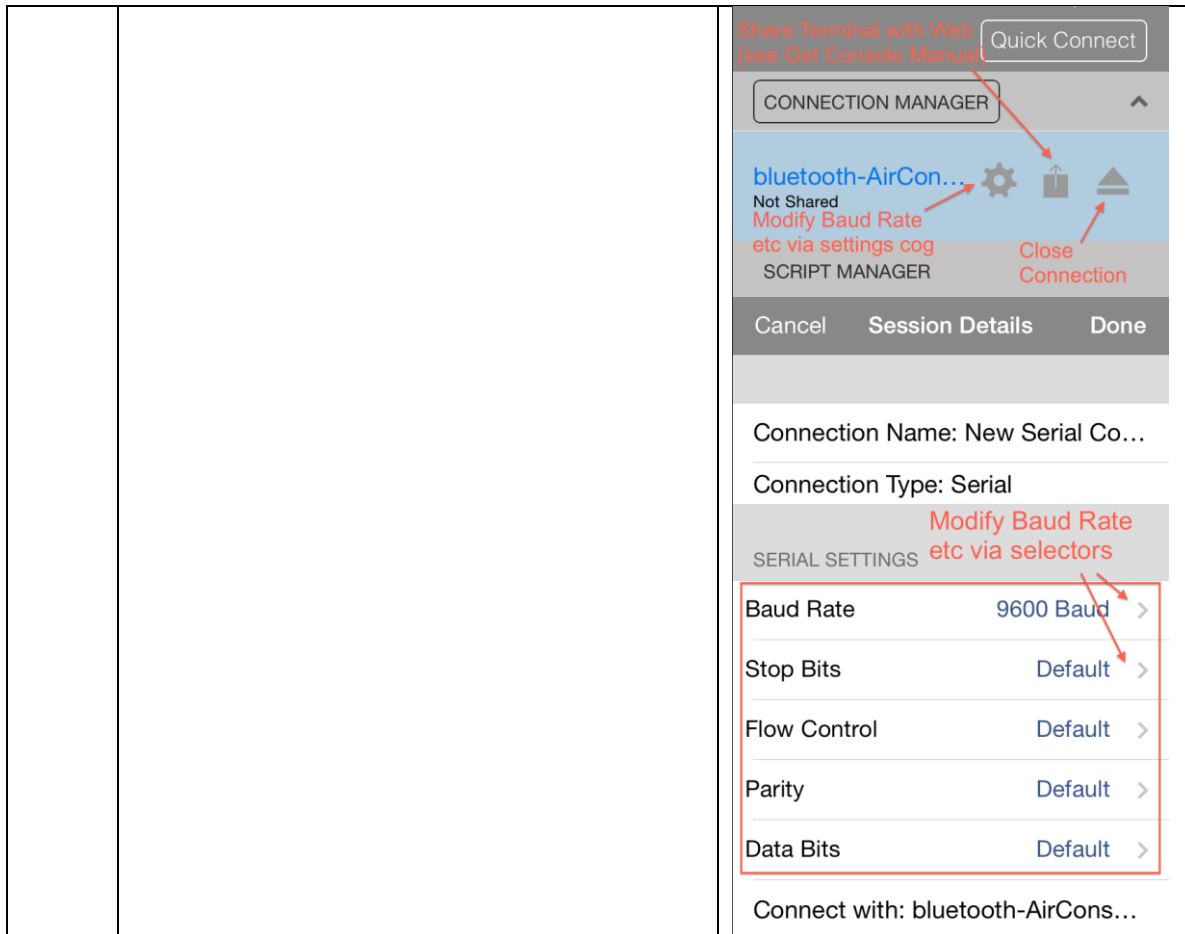 Share Terminal with Web
(see Get Console Manual)
Quick Connect
CONNECTION MANAGER
bluetooth-AirCon...
Not Shared
Modify Baud Rate
etc via settings cog
Close
Connection
SCRIPT MANAGER
Cancel Session Details Done
Connection Name: New Serial Co...
Connection Type: Serial
Modify Baud Rate
etc via selectors
SERIAL SETTINGS
Baud Rate 9600 Baud
Stop Bits Default
Flow Control Default
Parity Default
Data Bits Default
Connect with: bluetooth-AirCons...